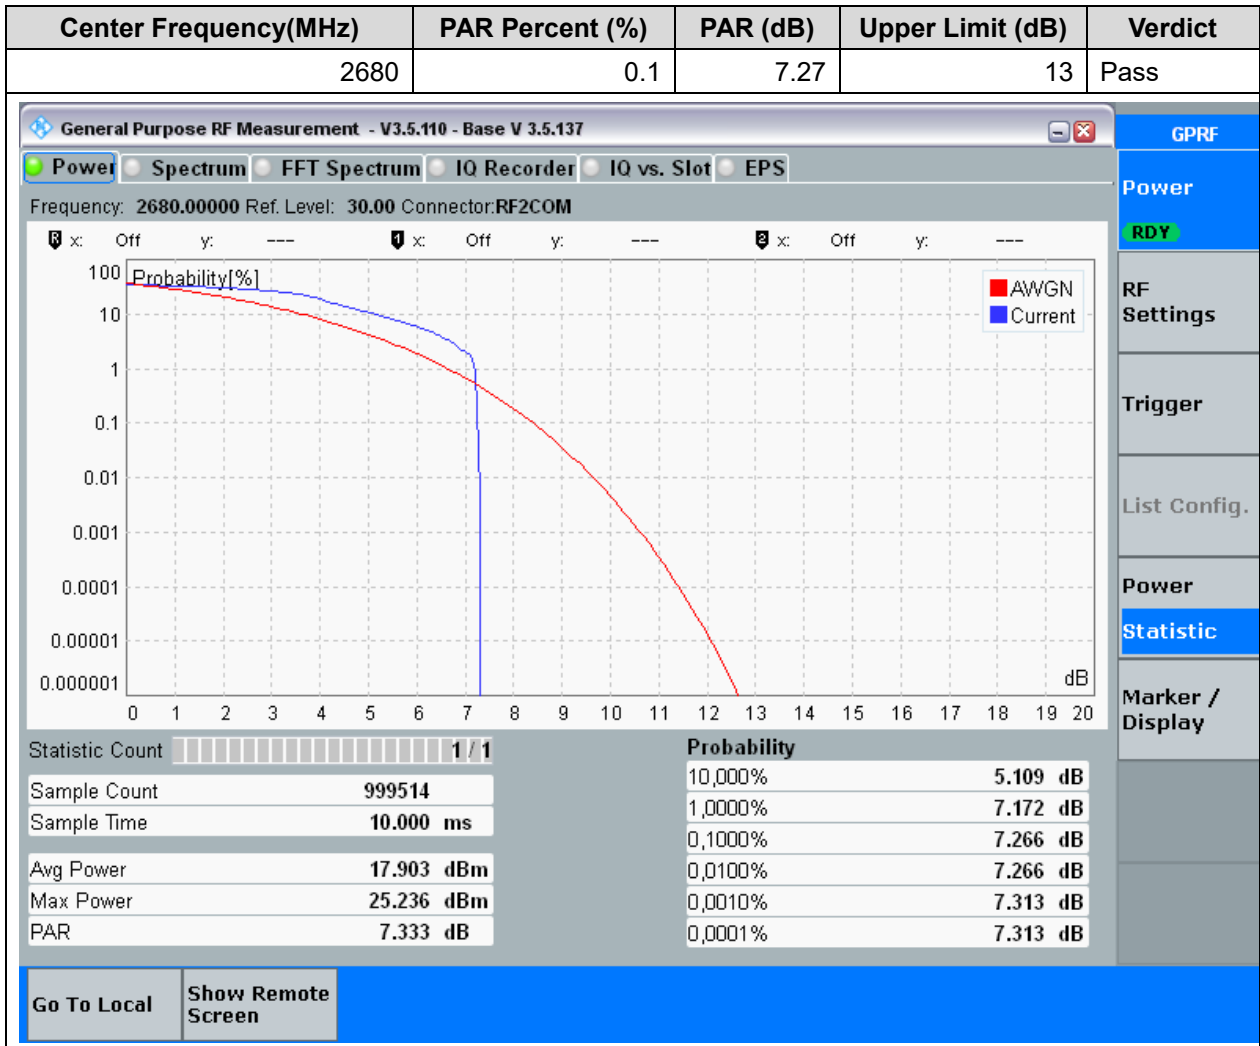 Center Frequency(MHz) PAR Percent (%) PAR (dB) Upper Limit (dB) Verdict
2680 0.1 7.27 13 Pass
General Purpose RF Measurement - V3.5.110 - Base V 3.5.137
GPRF
Power Spectrum FFT Spectrum IQ Recorder IQ vs. Slot EPS
Power
RDY
Frequency: 2680.00000 Ref. Level: 30.00 Connector:RF2COM
R x: Off y: --- 1 x: Off y: --- 2 x: Off y: ---
Probability[%]
AWGN
Current
100
10
1
0.1
0.01
0.001
0.0001
0.00001
0.000001
dB
0 1 2 3 4 5 6 7 8 9 10 11 12 13 14 15 16 17 18 19 20
RF
Settings
Trigger
List Config.
Power
Statistic
Marker /
Display
Statistic Count 1 / 1
Sample Count 999514
Sample Time 10.000 ms
Avg Power 17.903 dBm
Max Power 25.236 dBm
PAR 7.333 dB
Probability
10,000% 5.109 dB
1,0000% 7.172 dB
0,1000% 7.266 dB
0,0100% 7.266 dB
0,0010% 7.313 dB
0,0001% 7.313 dB
Go To Local
Show Remote
Screen